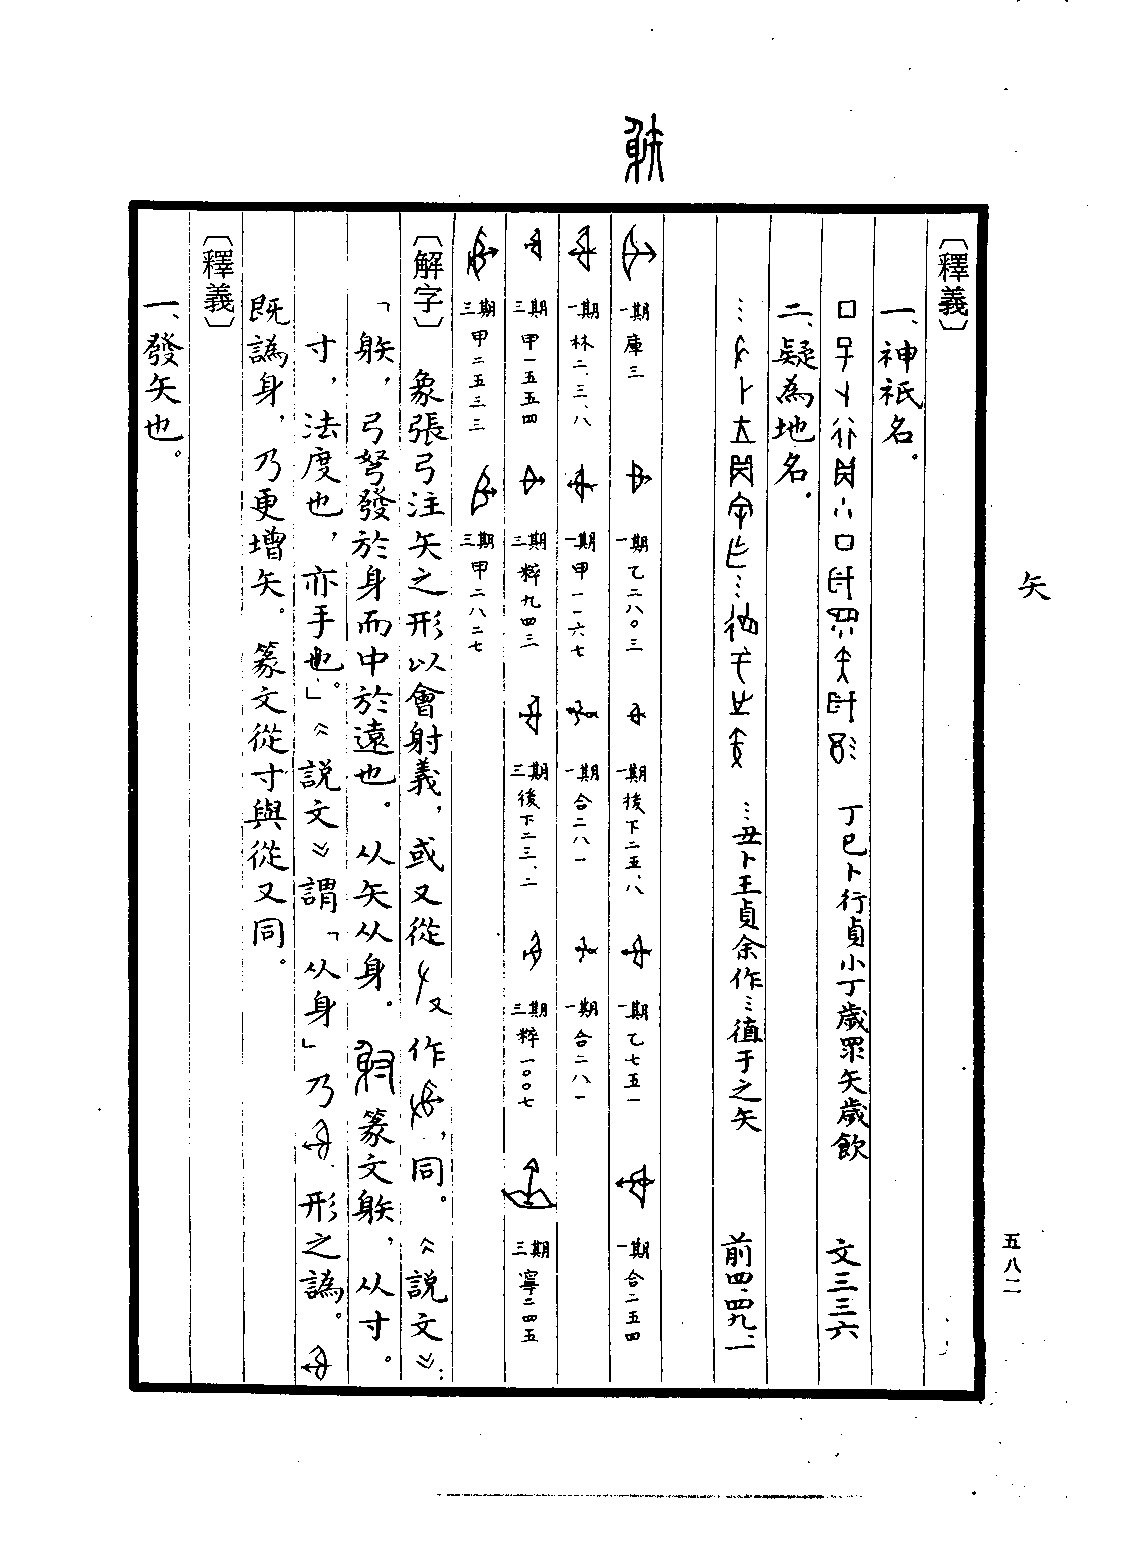 矢
五八二
〔釋義〕
一、神祇名。
丁巳卜行貞小丁歲眔矢歲飲 文三三六
二、疑為地名。
…丑卜王貞余作…徝于之矢 前四.四九.一
䠶
一期庫三 一期乙二八〇三 一期後下二五.八 一期乙七五一 一期合二五四
一期林二.三.八 一期甲一一六七 一期合二八一 一期合二八一
三期甲一五五四 三期粹九四三 三期後下二三.二 三期粹一〇〇七 三期寧二四五
三期甲二五三三 三期甲二八二七
〔解字〕 象張弓注矢之形以會射義,或又從又作,同。《說文》:
「䠶,弓弩發於身而中於遠也。从矢从身。篆文䠶,从寸。
寸,法度也,亦手也。」《說文》謂「从身」乃形之譌。
既譌身,乃更增矢。篆文從寸與從又同。
〔釋義〕
一、發矢也。